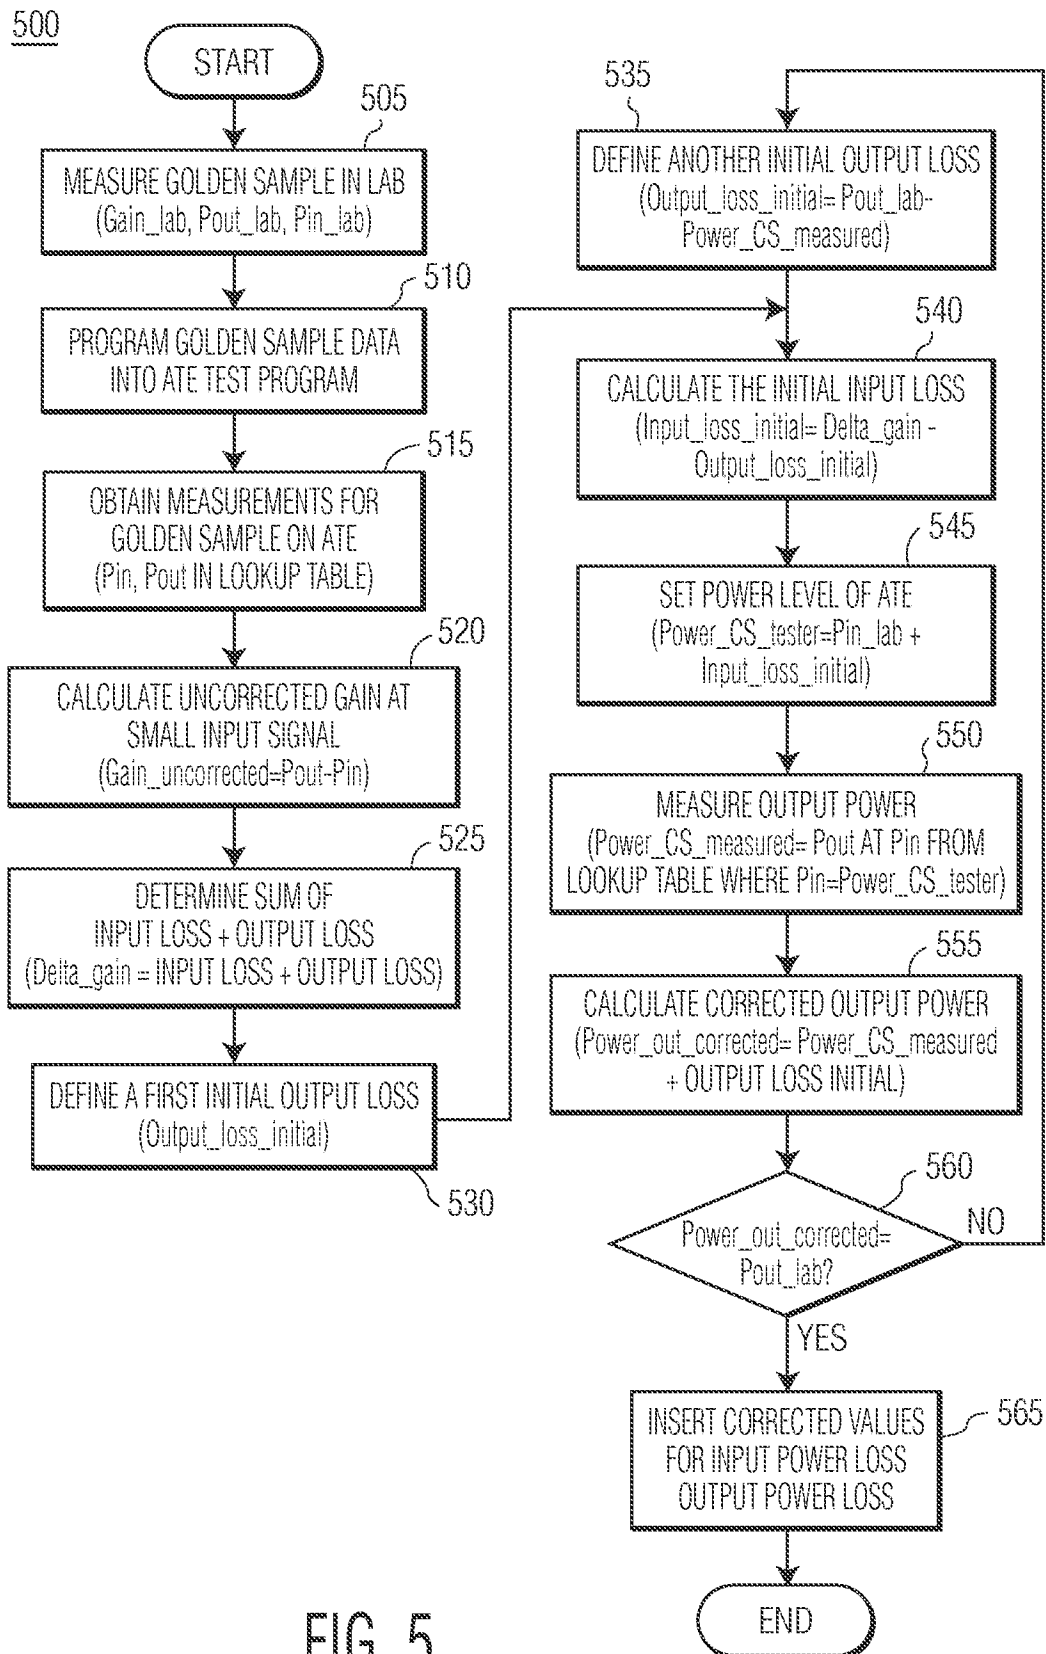 500
START
505
MEASURE GOLDEN SAMPLE IN LAB
(Gain_lab, Pout_lab, Pin_lab)
510
PROGRAM GOLDEN SAMPLE DATA
INTO ATE TEST PROGRAM
515
OBTAIN MEASUREMENTS FOR
GOLDEN SAMPLE ON ATE
(Pin, Pout IN LOOKUP TABLE)
520
CALCULATE UNCORRECTED GAIN AT
SMALL INPUT SIGNAL
(Gain_uncorrected=Pout-Pin)
525
DETERMINE SUM OF
INPUT LOSS + OUTPUT LOSS
(Delta_gain = INPUT LOSS + OUTPUT LOSS)
DEFINE A FIRST INITIAL OUTPUT LOSS
(Output_loss_initial)
530
535
DEFINE ANOTHER INITIAL OUTPUT LOSS
(Output_loss_initial= Pout_lab-
Power_CS_measured)
540
CALCULATE THE INITIAL INPUT LOSS
(Input_loss_initial= Delta_gain -
Output_loss_initial)
545
SET POWER LEVEL OF ATE
(Power_CS_tester=Pin_lab +
Input_loss_initial)
550
MEASURE OUTPUT POWER
(Power_CS_measured= Pout AT Pin FROM
LOOKUP TABLE WHERE Pin=Power_CS_tester)
555
CALCULATE CORRECTED OUTPUT POWER
(Power_out_corrected= Power_CS_measured
+ OUTPUT LOSS INITIAL)
560
Power_out_corrected=
Pout_lab?
NO
YES
565
INSERT CORRECTED VALUES
FOR INPUT POWER LOSS
OUTPUT POWER LOSS
END
FIG. 5